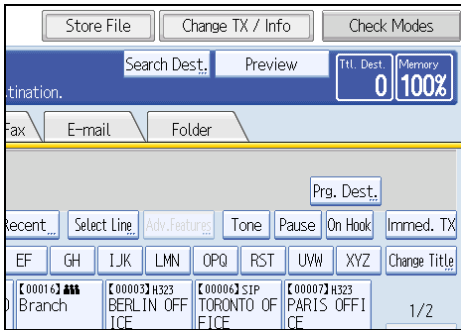 Store File Change TX / Info Check Modes
Search Dest. Preview Ttl. Dest. Memory
stination. 0 100%
Fax E-mail Folder
Prg. Dest.
Recent Select Line Adv.Features Tone Pause On Hook Immed. TX
EF GH IJK LMN OPQ RST UVW XYZ Change Title
【00016】 【00003】H323 【00006】SIP 【00007】H323
Branch BERLIN OFF TORONTO OF PARIS OFFI 1/2
ICE FICE CE